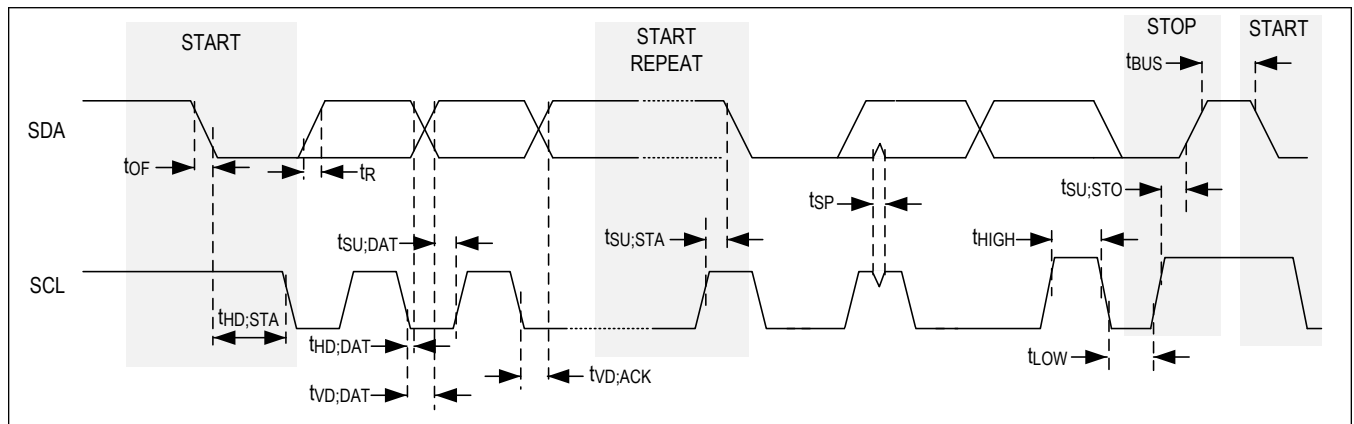 START
START
REPEAT
STOP
START
tBUS
SDA
tOF
tR
tSP
tSU;STO
tSU;DAT
tSU;STA
tHIGH
SCL
tHD;STA
tHD;DAT
tVD;DAT
tVD;ACK
tLOW